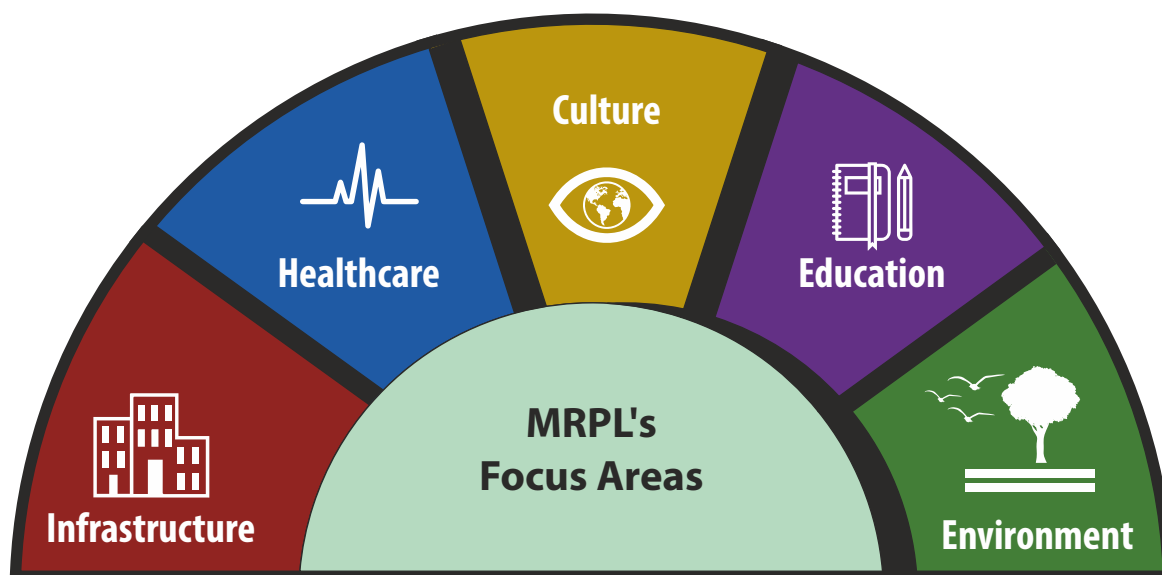 Culture
Healthcare
Education
MRPL's
Focus Areas
Infrastructure
Environment